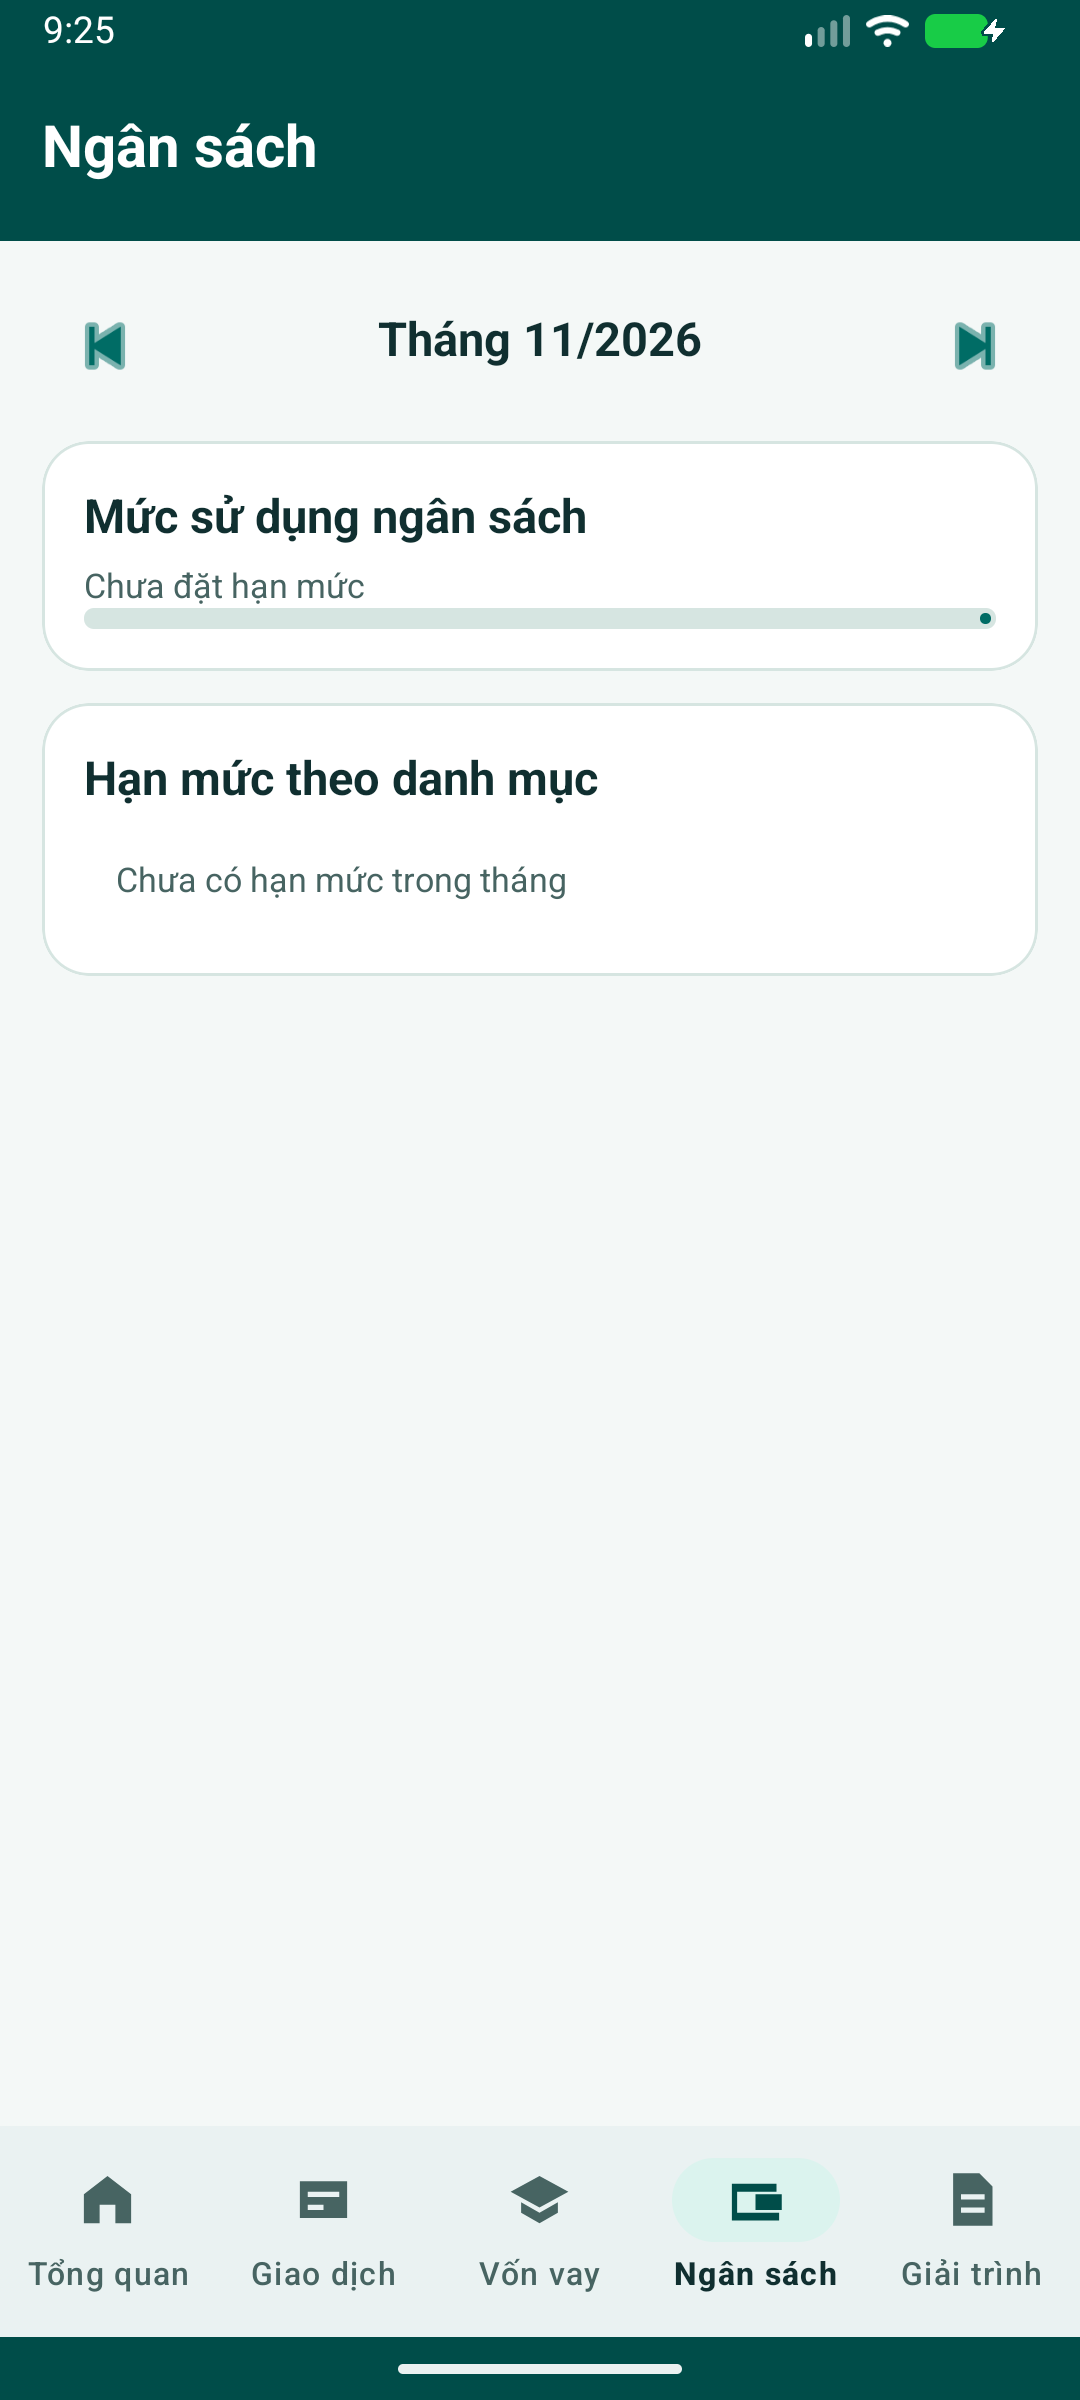 9:25
Ngân sách
Tháng 11/2026
Mức sử dụng ngân sách
Chưa đặt hạn mức
Hạn mức theo danh mục
Chưa có hạn mức trong tháng
Tổng quan
Giao dịch
Vốn vay
Ngân sách
Giải trình